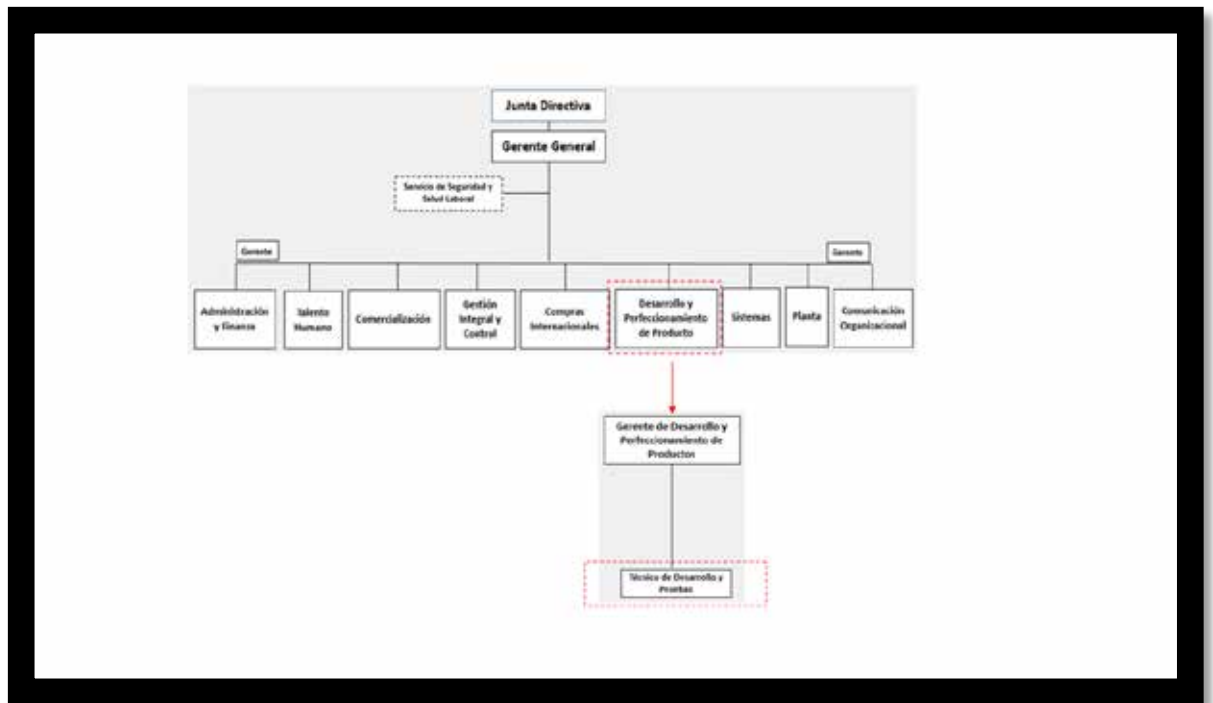 Junta Directiva
Gerente General
Servicio de Seguridad y
Salud Laboral
Gerente
Gerente
Administración
y Finanza
Talento
Humano
Comercialización
Gestión
Integral y
Control
Compras
Internacionales
Desarrollo y
Perfeccionamiento
de Producto
Sistemas
Planta
Comunicación
Organizacional
Gerente de Desarrollo y
Perfeccionamiento de
Productos
Técnico de Desarrollo y
Pruebas